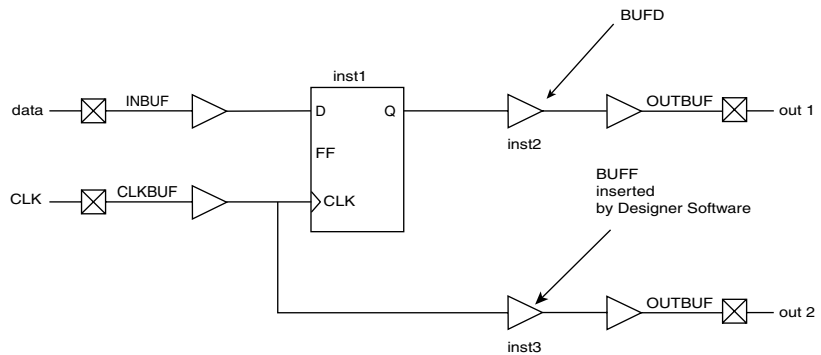 BUFD
inst1
data
INBUF
D
Q
OUTBUF
out 1
FF
inst2
CLK
CLKBUF
CLK
BUFF
inserted
by Designer Software
OUTBUF
out 2
inst3